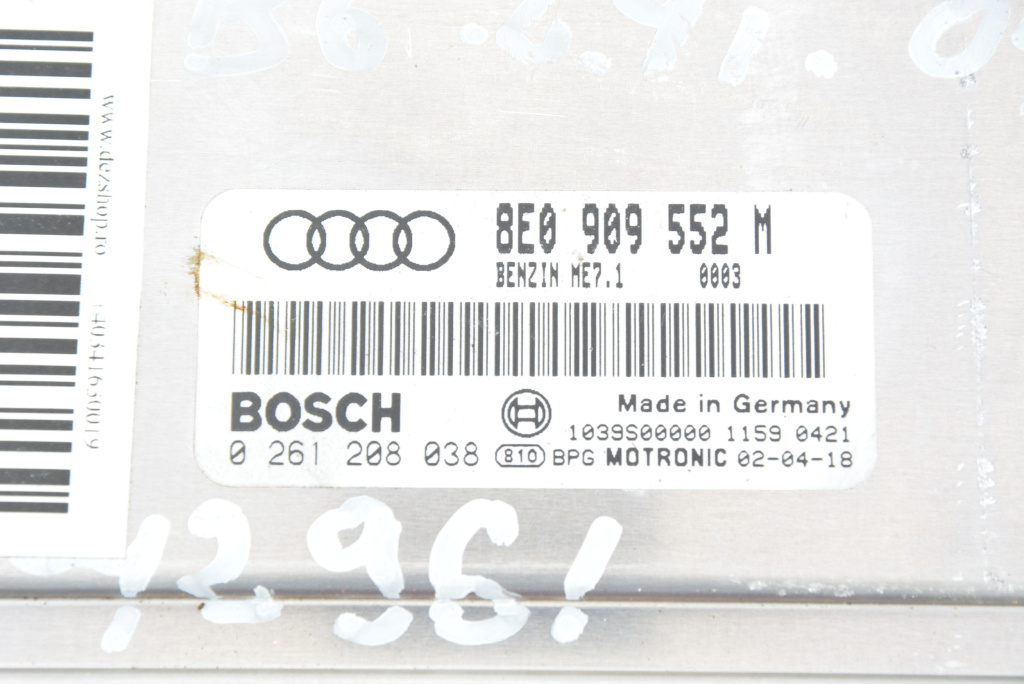 8E0 909 552 M
BENZIN ME7.1 0003
BOSCH
Made in Germany
1039S00000 1159 0421
0 261 208 038 810 BPG MOTRONIC 02-04-18
www.dezshop.ro
40341630019